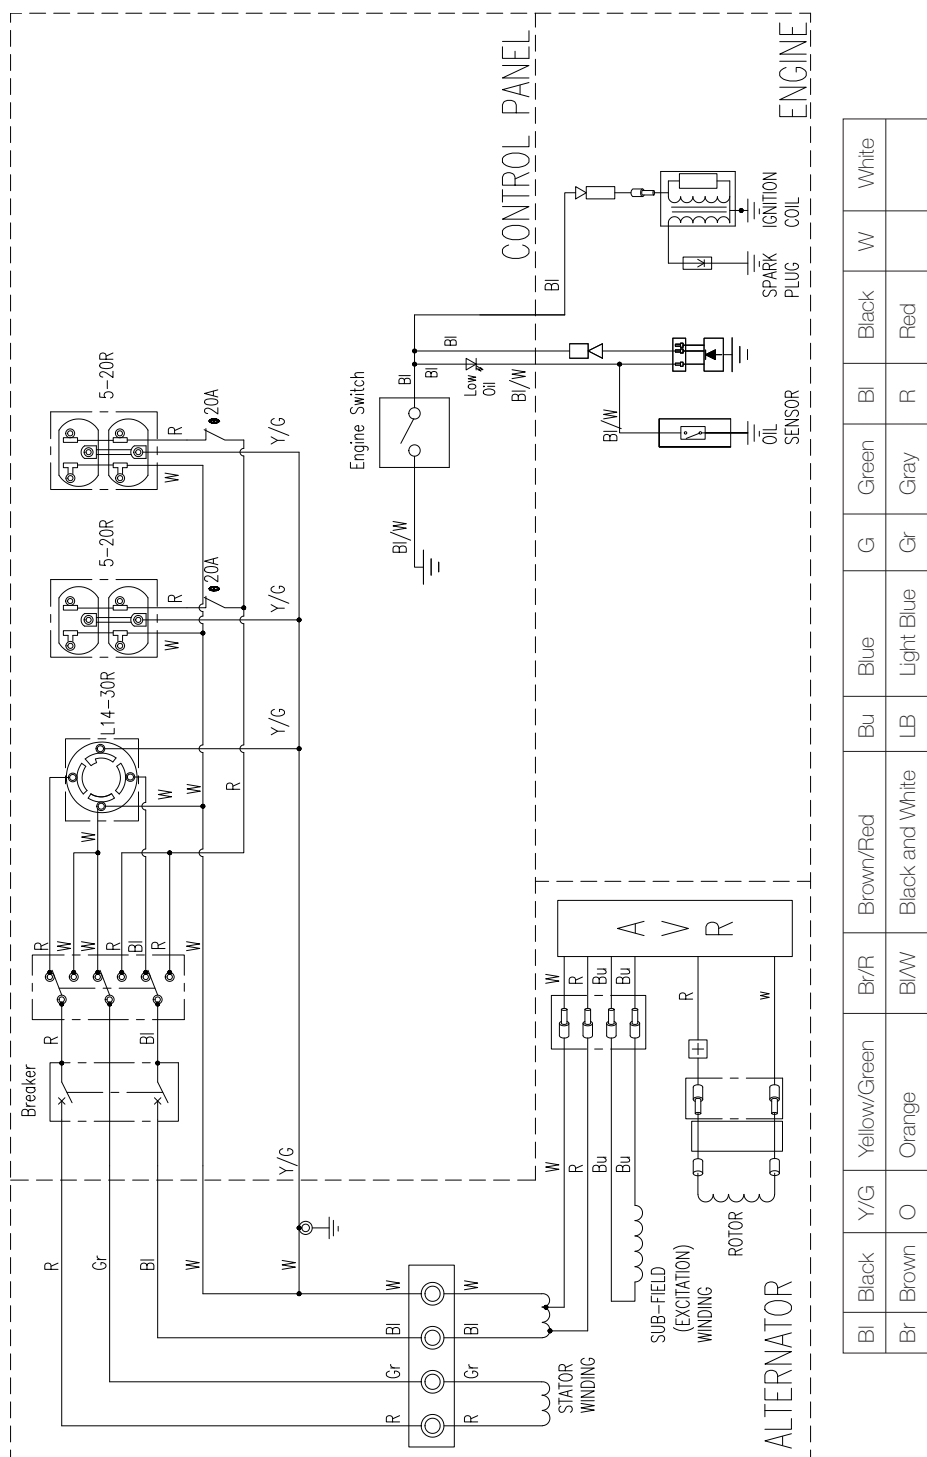 Breaker
R
R
R
W
W
W
Gr
L14-30R
5-20R
5-20R
R
Bl
Bl
Bl
R
W
W
R
W
R
W
W
W
20A
20A
R
W
Y/G
Y/G
Y/G
Y/G
Engine Switch
R
Gr
Bl
W
Bl/W
Bl
Bl
Bl
R
Gr
Bl
W
Low
Oil
CONTROL PANEL
Bl/W
Bl
W
W
R
R
STATOR
WINDING
Bu
Bu
Bl/W
Bu
Bu
A V R
SUB-FIELD
(EXCITATION)
WINDING
R
ROTOR
w
OIL
SENSOR
SPARK
PLUG
IGNITION
COIL
ALTERNATOR
ENGINE
Bl Black Y/G Yellow/Green Br/R Brown/Red Bu Blue G Green Bl Black W White
Br Brown O Orange Bl/W Black and White LB Light Blue Gr Gray R Red